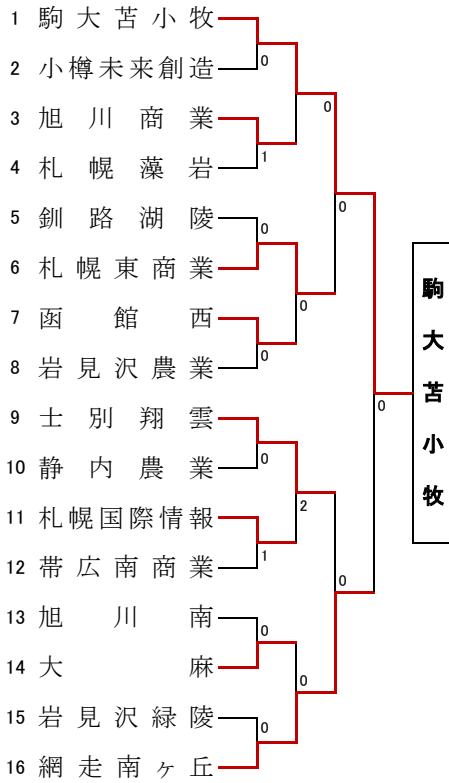 1 駒大苫小牧
2 小樽未来創造
3 旭川商業
4 札幌藻岩
5 釧路湖陵
6 札幌東商業
7 函館西
8 岩見沢農業
9 士別翔雲
10 静内農業
11 札幌国際情報
12 帯広南商業
13 旭川南
14 大麻
15 岩見沢緑陵
16 網走南ヶ丘
0
1
0
0
0
1
0
0
0
0
2
0
0
0
0
駒大苫小牧